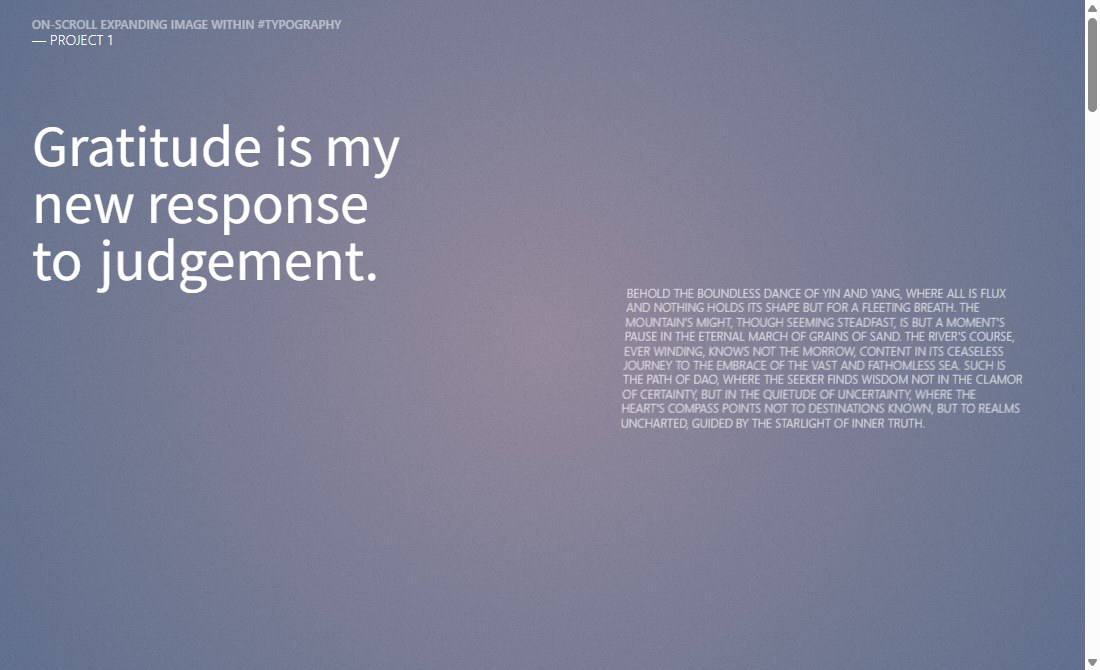 ON-SCROLL EXPANDING IMAGE WITHIN #TYPOGRAPHY
— PROJECT 1
Gratitude is my
new response
to judgement.
BEHOLD THE BOUNDLESS DANCE OF YIN AND YANG, WHERE ALL IS FLUX
AND NOTHING HOLDS ITS SHAPE BUT FOR A FLEETING BREATH. THE
MOUNTAIN'S MIGHT, THOUGH SEEMING STEADFAST, IS BUT A MOMENT'S
PAUSE IN THE ETERNAL MARCH OF GRAINS OF SAND. THE RIVER'S COURSE,
EVER WINDING, KNOWS NOT THE MORROW, CONTENT IN ITS CEASELESS
JOURNEY TO THE EMBRACE OF THE VAST AND FATHOMLESS SEA. SUCH IS
THE PATH OF DAO, WHERE THE SEEKER FINDS WISDOM NOT IN THE CLAMOR
OF CERTAINTY, BUT IN THE QUIETUDE OF UNCERTAINTY, WHERE THE
HEART'S COMPASS POINTS NOT TO DESTINATIONS KNOWN, BUT TO REALMS
UNCHARTED, GUIDED BY THE STARLIGHT OF INNER TRUTH.